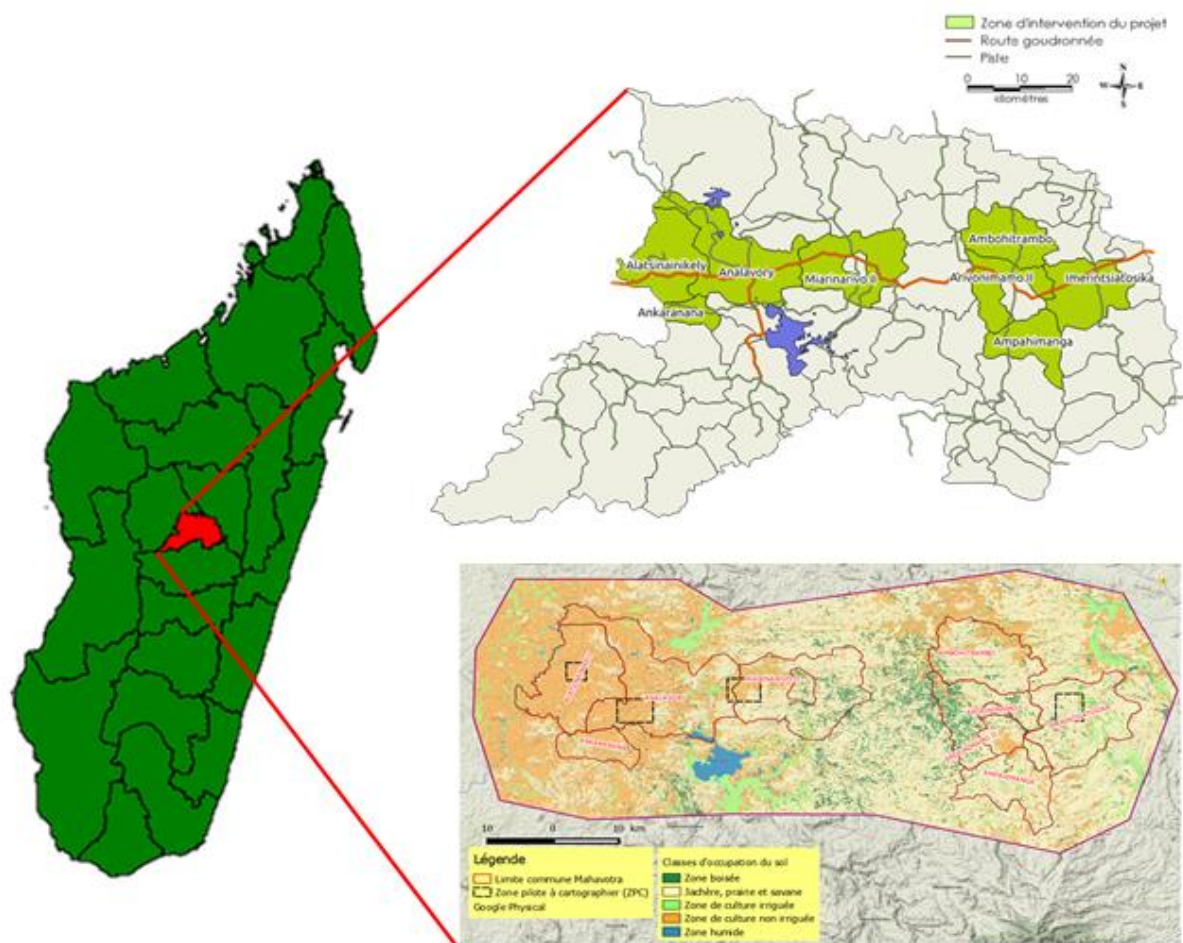 Zone d'intervention du projet
Route goudronnée
Piste
0 10 20
kilomètres
N
W E
S
Ambohitrambo
Alatsinainikely
Analavory
Miarinarivo II
Arivonimamo II
Imerintsiatosika
Ankaranana
Ampahimanga
10 0 10 km
Légende
Limite commune Mahavotra
Zone pilote à cartographier (ZPC)
Google Physical
Classes d'occupation du sol
Zone boisée
Jachère, prairie et savane
Zone de culture irriguée
Zone de culture non irriguée
Zone humide